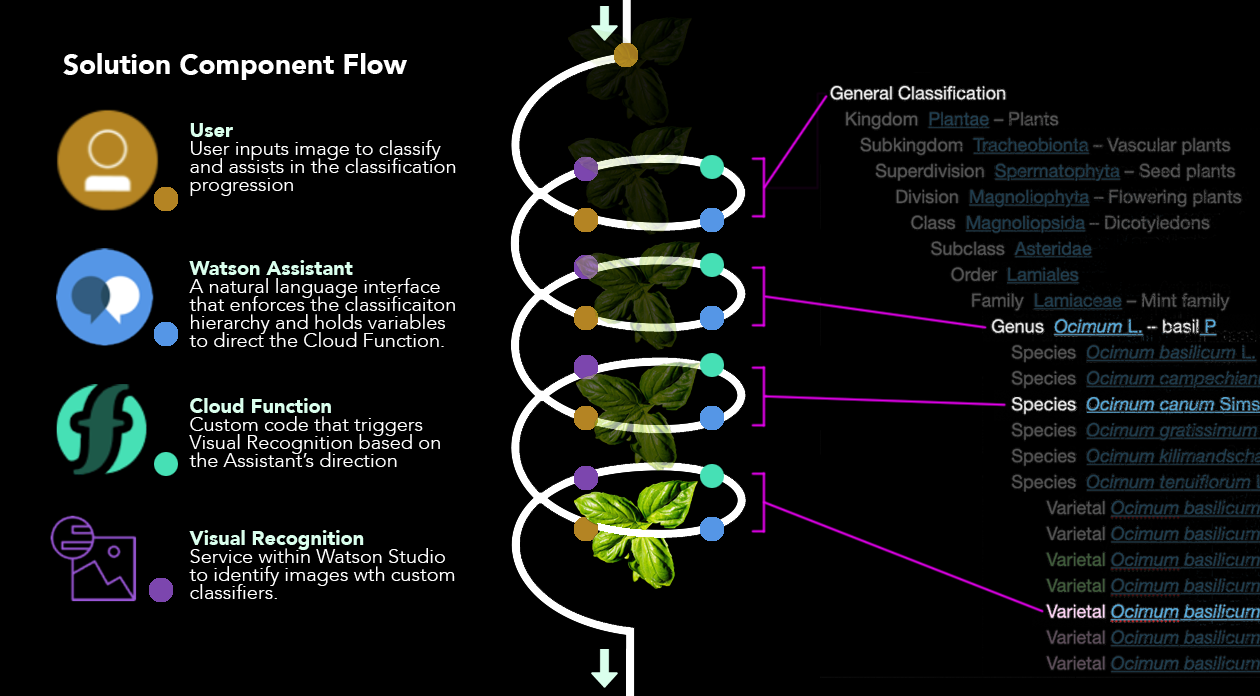 Solution Component Flow
User
User inputs image to classify
and assists in the classification
progression
Watson Assistant
A natural language interface
that enforces the classificaiton
hierarchy and holds variables
to direct the Cloud Function.
Cloud Function
Custom code that triggers
Visual Recognition based on
the Assistant's direction
Visual Recognition
Service within Watson Studio
to identify images wth custom
classifiers.
General Classification
Kingdom Plantae – Plants
Subkingdom Tracheobionta – Vascular plants
Superdivision Spermatophyta – Seed plants
Division Magnoliophyta – Flowering plants
Class Magnoliopsida – Dicotyledons
Subclass Asteridae
Order Lamiales
Family Lamiaceae – Mint family
Genus Ocimum L. – basil P
Species Ocimum basilicum L.
Species Ocimum campechian
Species Ocimum canum Sims
Species Ocimum gratissimum
Species Ocimum kilimandscha
Species Ocimum tenuiflorum
Varietal Ocimum basilicum
Varietal Ocimum basilicum
Varietal Ocimum basilicum
Varietal Ocimum basilicum
Varietal Ocimum basilicum
Varietal Ocimum basilicum
Varietal Ocimum basilicum